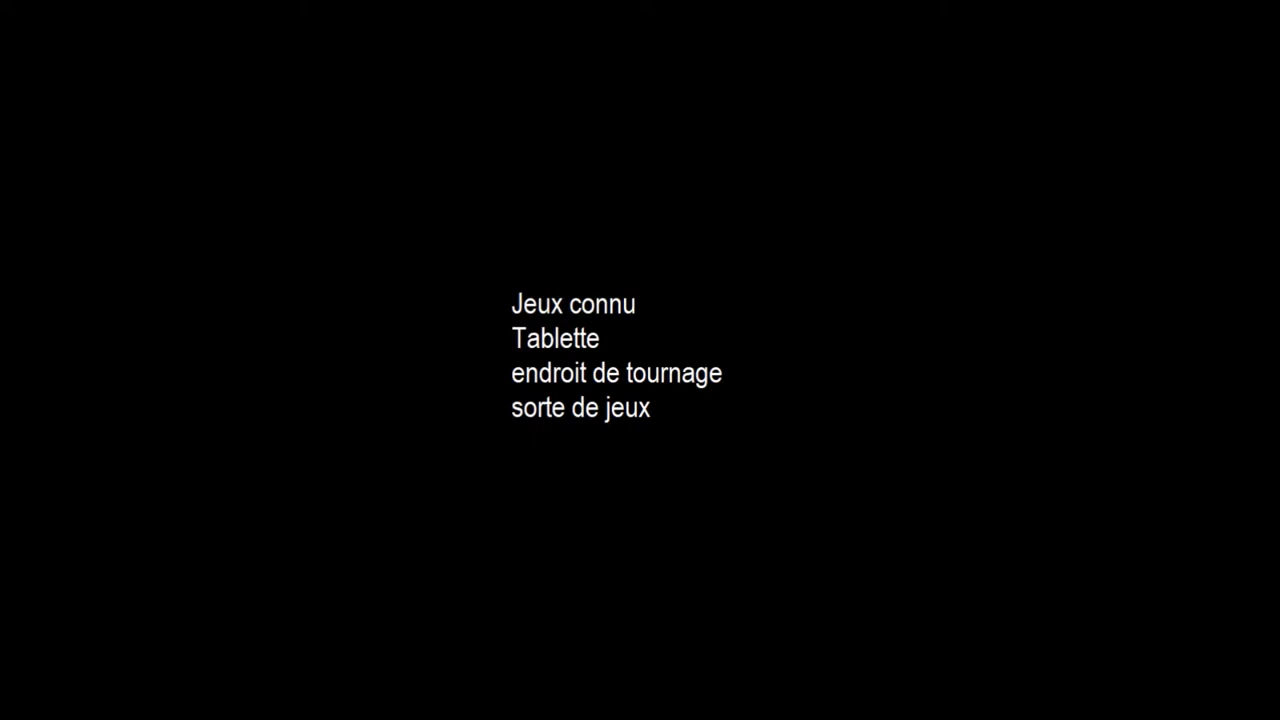 Jeux connu
Tablette
endroit de tournage
sorte de jeux